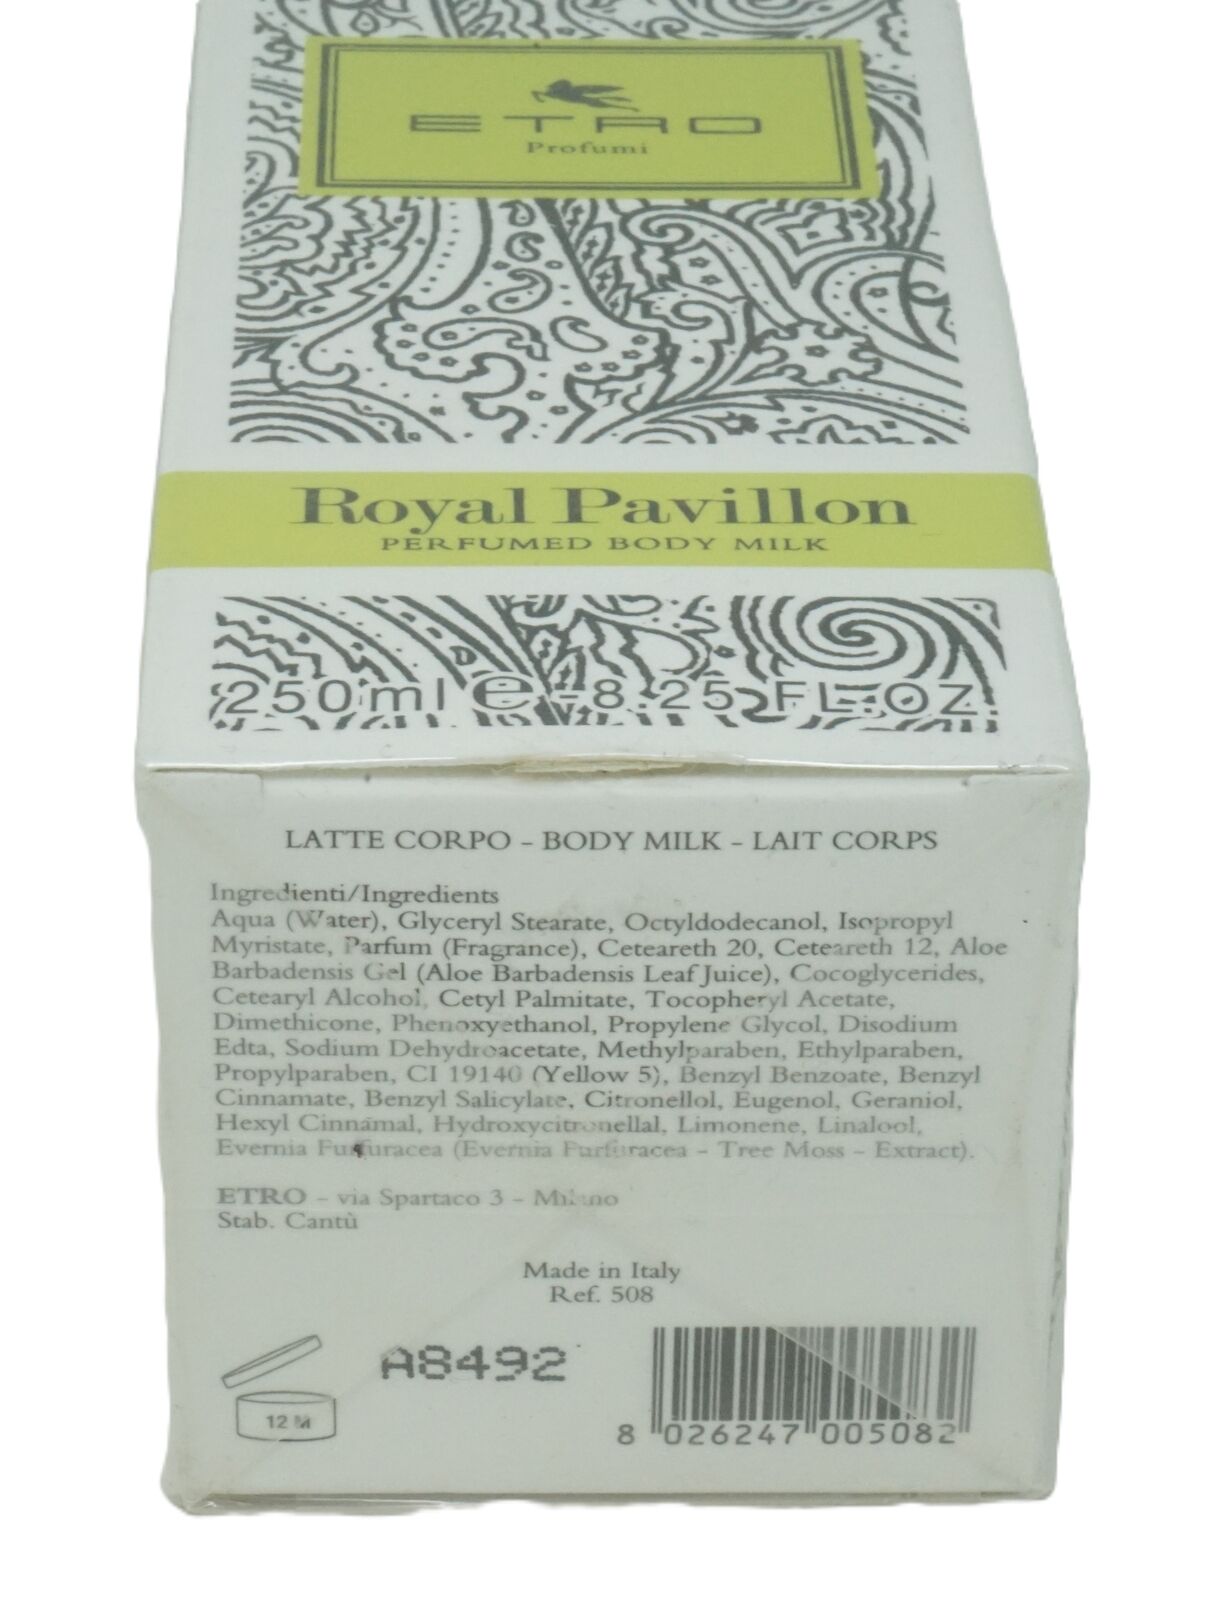 ETRO
Profumi
Royal Pavillon
PERFUMED BODY MILK
250ml e -8.25 FL.OZ.
LATTE CORPO - BODY MILK - LAIT CORPS
Ingredienti/Ingredients
Aqua (Water), Glyceryl Stearate, Octyldodecanol, Isopropyl
Myristate, Parfum (Fragrance), Ceteareth 20, Ceteareth 12, Aloe
Barbadensis Gel (Aloe Barbadensis Leaf Juice), Cocoglycerides,
Cetearyl Alcohol, Cetyl Palmitate, Tocopheryl Acetate,
Dimethicone, Phenoxyethanol, Propylene Glycol, Disodium
Edta, Sodium Dehydroacetate, Methylparaben, Ethylparaben,
Propylparaben, CI 19140 (Yellow 5), Benzyl Benzoate, Benzyl
Cinnamate, Benzyl Salicylate, Citronellol, Eugenol, Geraniol,
Hexyl Cinnamal, Hydroxycitronellal, Limonene, Linalool,
Evernia Furfuracea (Evernia Furfuracea - Tree Moss - Extract).
ETRO - via Spartaco 3 - Milano
Stab. Cantù
Made in Italy
Ref. 508
A8492
12 M
8 026247 005082